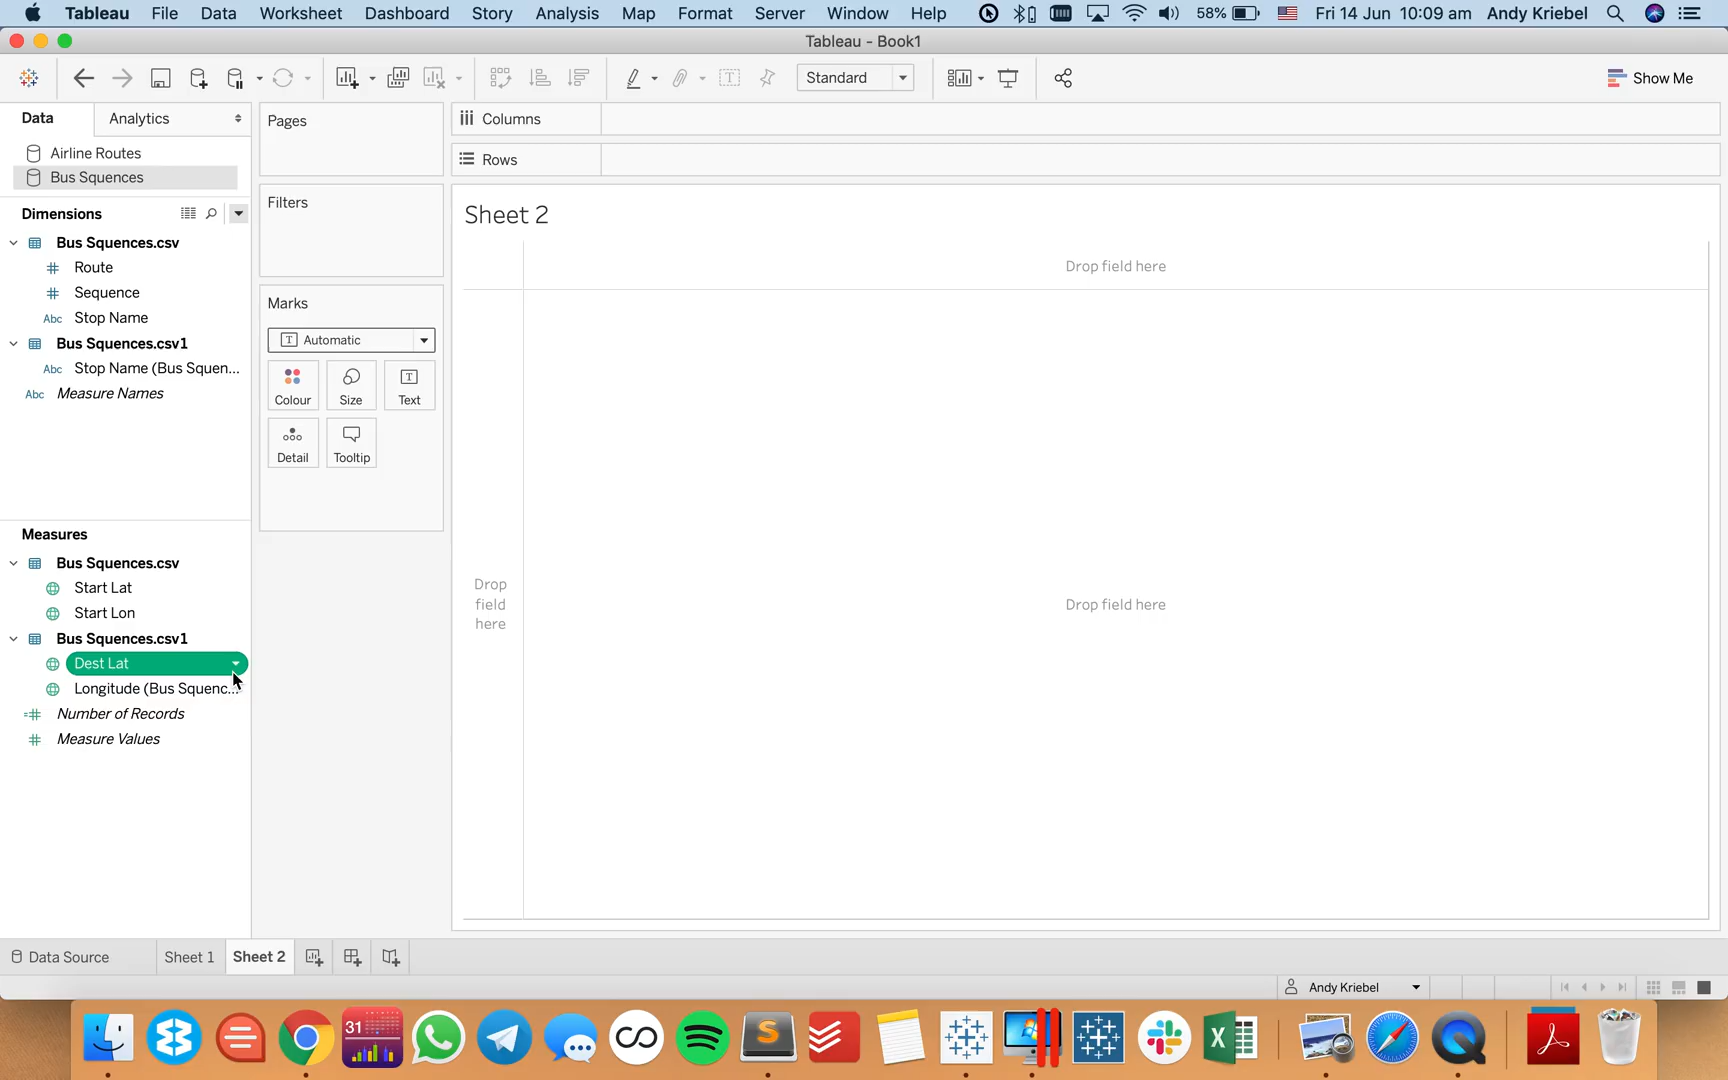 Tableau File Data Worksheet Dashboard Story Analysis Map Format Server Window Help 58% Fri 14 Jun 10:09 am Andy Kriebel
Tableau - Book1
Standard Show Me
Data Analytics
Airline Routes
Bus Squences
Dimensions
Bus Squences.csv
# Route
# Sequence
Abc Stop Name
Bus Squences.csv1
Abc Stop Name (Bus Squen...
Abc Measure Names
Measures
Bus Squences.csv
Start Lat
Start Lon
Bus Squences.csv1
Dest Lat
Longitude (Bus Squenc...
=# Number of Records
# Measure Values
Pages
Filters
Marks
T Automatic
Colour Size Text
Detail Tooltip
Columns
Rows
Sheet 2
Drop field here
Drop
field
here
Drop field here
Data Source Sheet 1 Sheet 2
Andy Kriebel
31